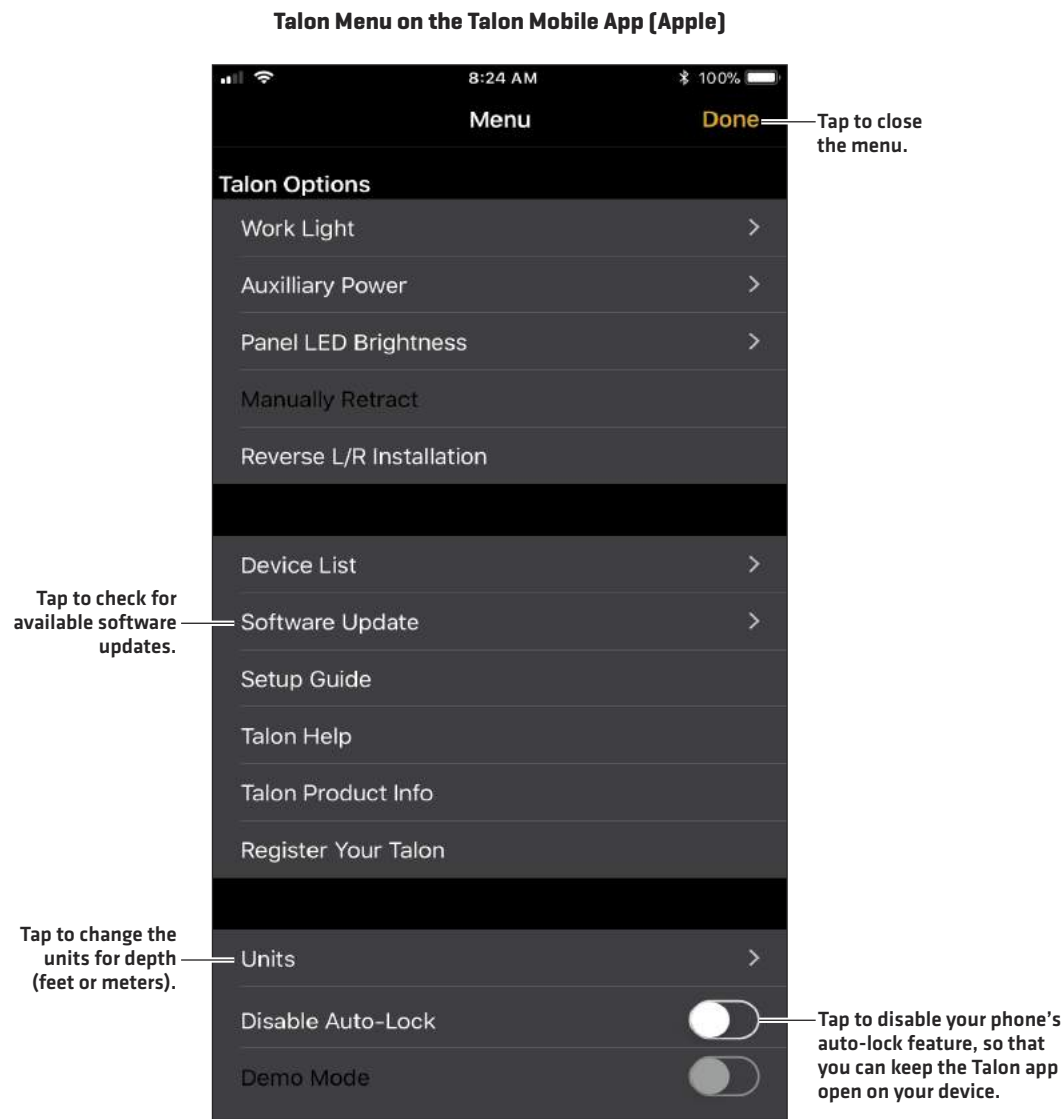 Talon Menu on the Talon Mobile App (Apple)
8:24 AM
100%
Menu
Done
Tap to close
the menu.
Talon Options
Work Light
Auxilliary Power
Panel LED Brightness
Manually Retract
Reverse L/R Installation
Device List
Tap to check for
available software
updates.
Software Update
Setup Guide
Talon Help
Talon Product Info
Register Your Talon
Tap to change the
units for depth
(feet or meters).
Units
Disable Auto-Lock
Tap to disable your phone's
auto-lock feature, so that
you can keep the Talon app
open on your device.
Demo Mode